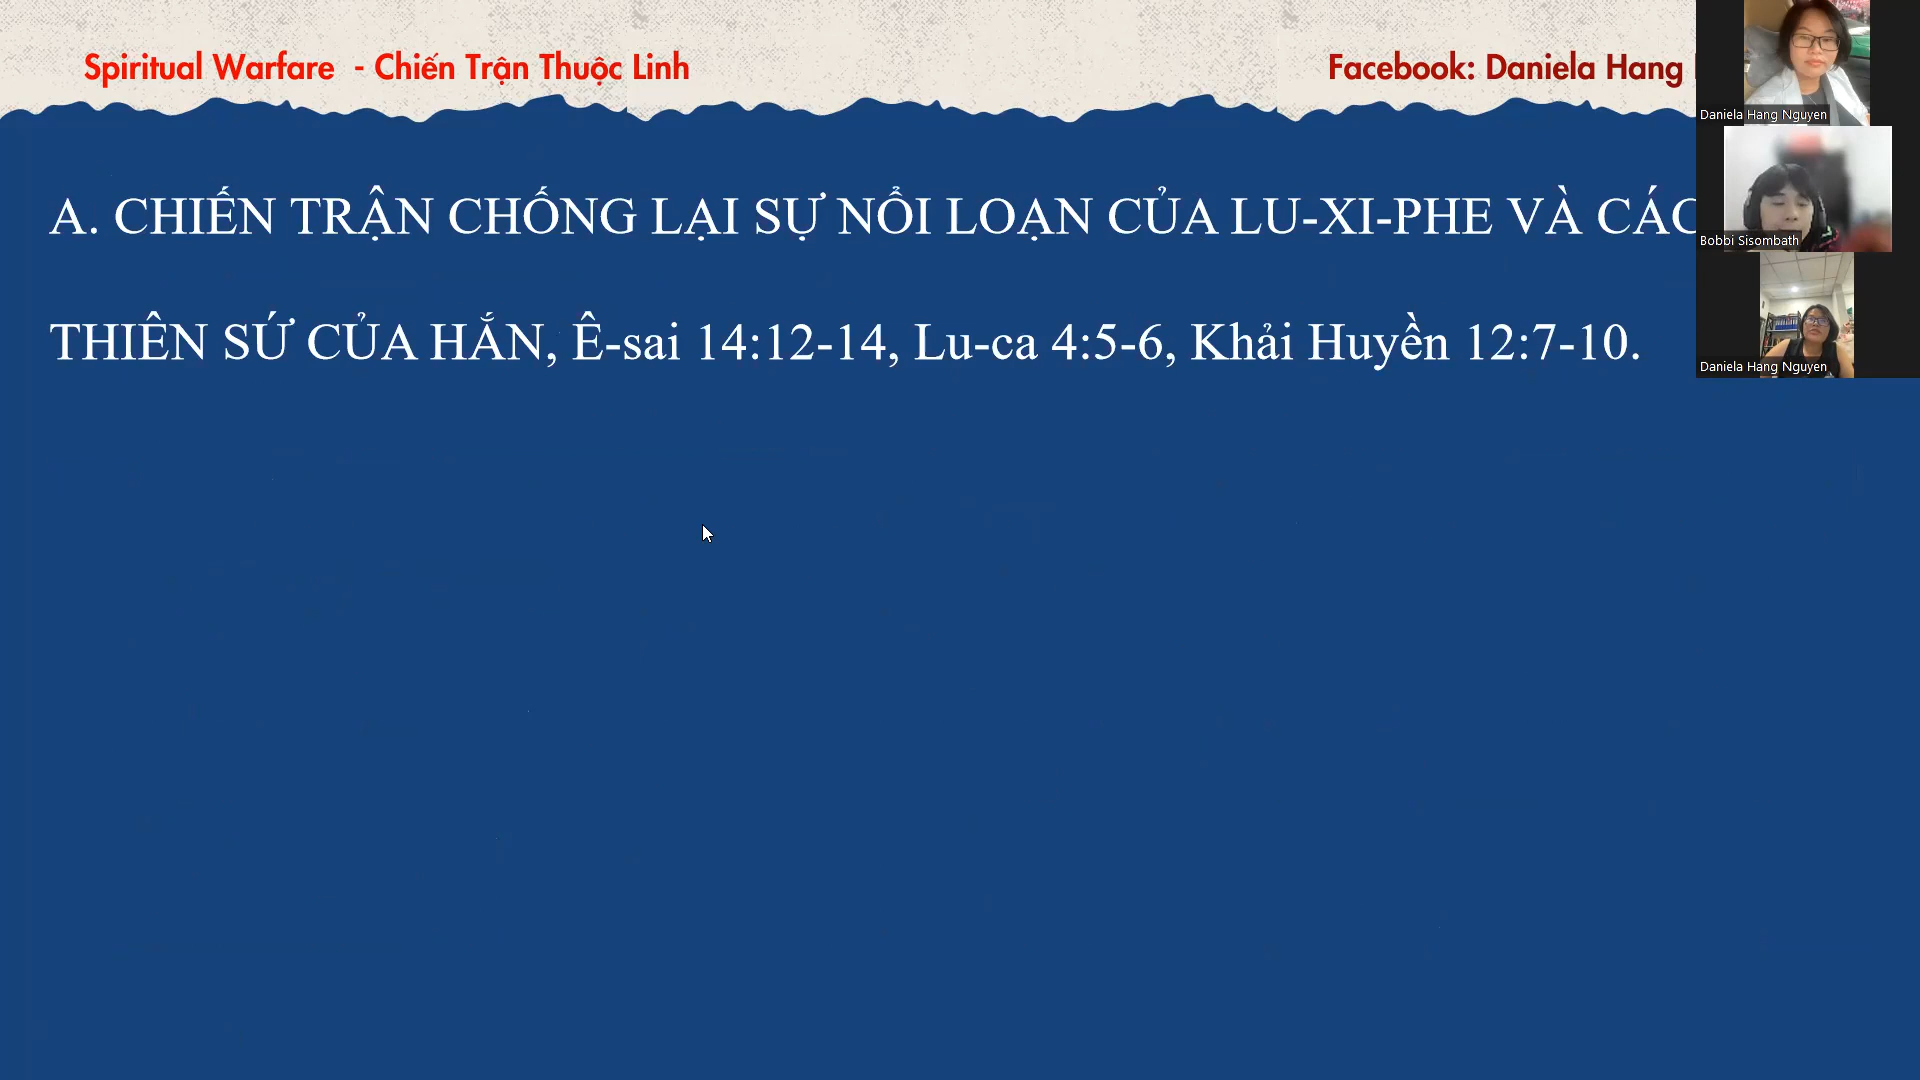 Spiritual Warfare - Chiến Trận Thuộc Linh
Facebook: Daniela Hang
Daniela Hang Nguyen
A. CHIẾN TRẬN CHỐNG LẠI SỰ NỔI LOẠN CỦA LU-XI-PHE VÀ CÁC
Bobbi Sisombath
THIÊN SỨ CỦA HẮN, Ê-sai 14:12-14, Lu-ca 4:5-6, Khải Huyền 12:7-10.
Daniela Hang Nguyen